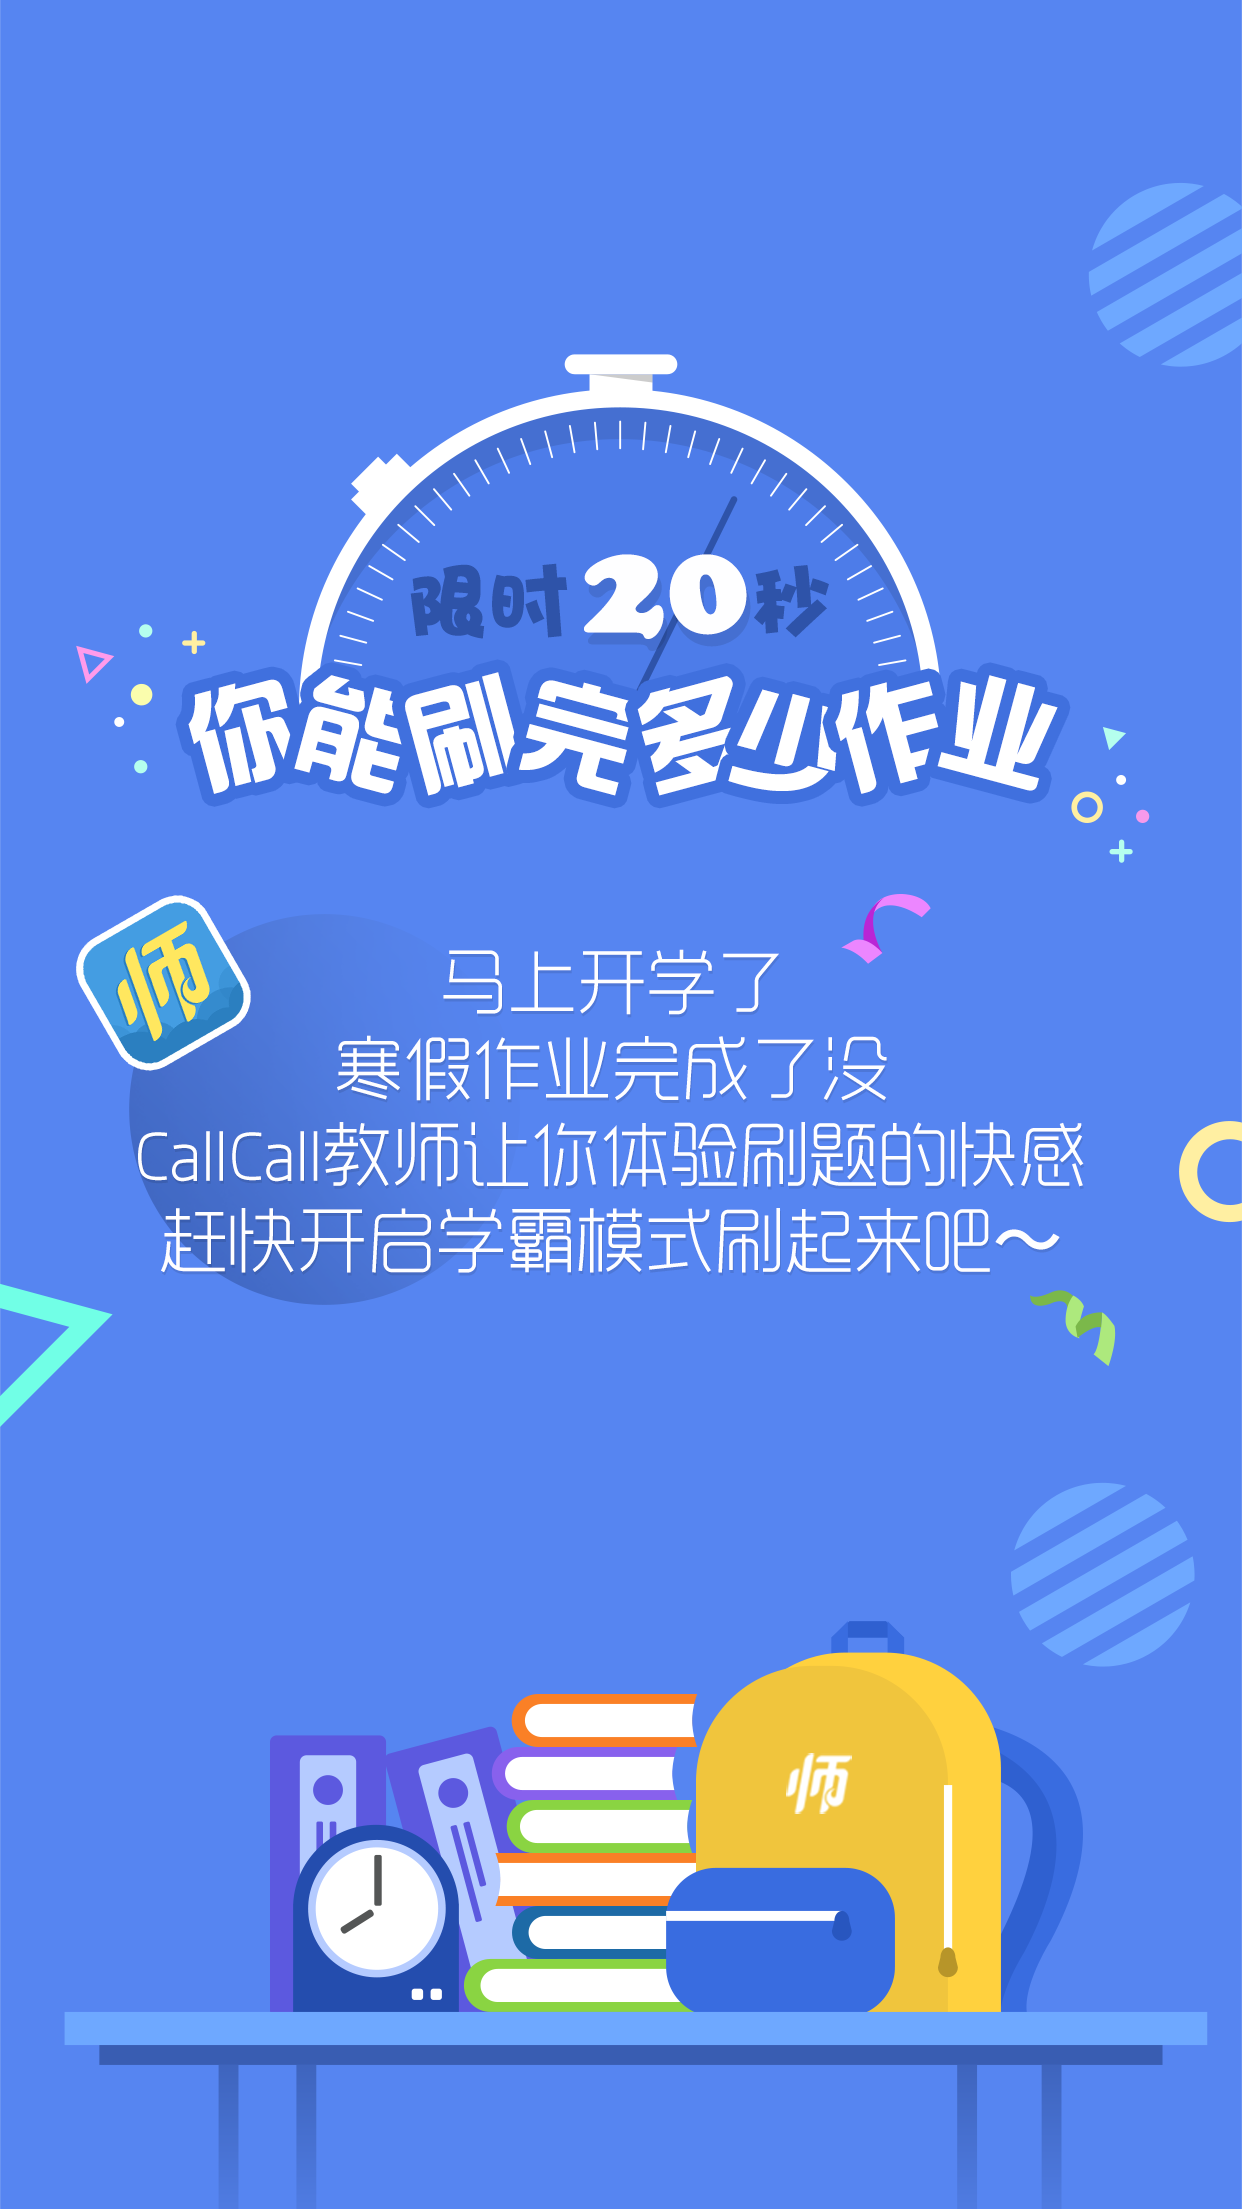 限时20秒
你能刷完多少作业
师
马上开学了
寒假作业完成了没
CallCall教师让你体验刷题的快感
赶快开启学霸模式刷起来吧～
师